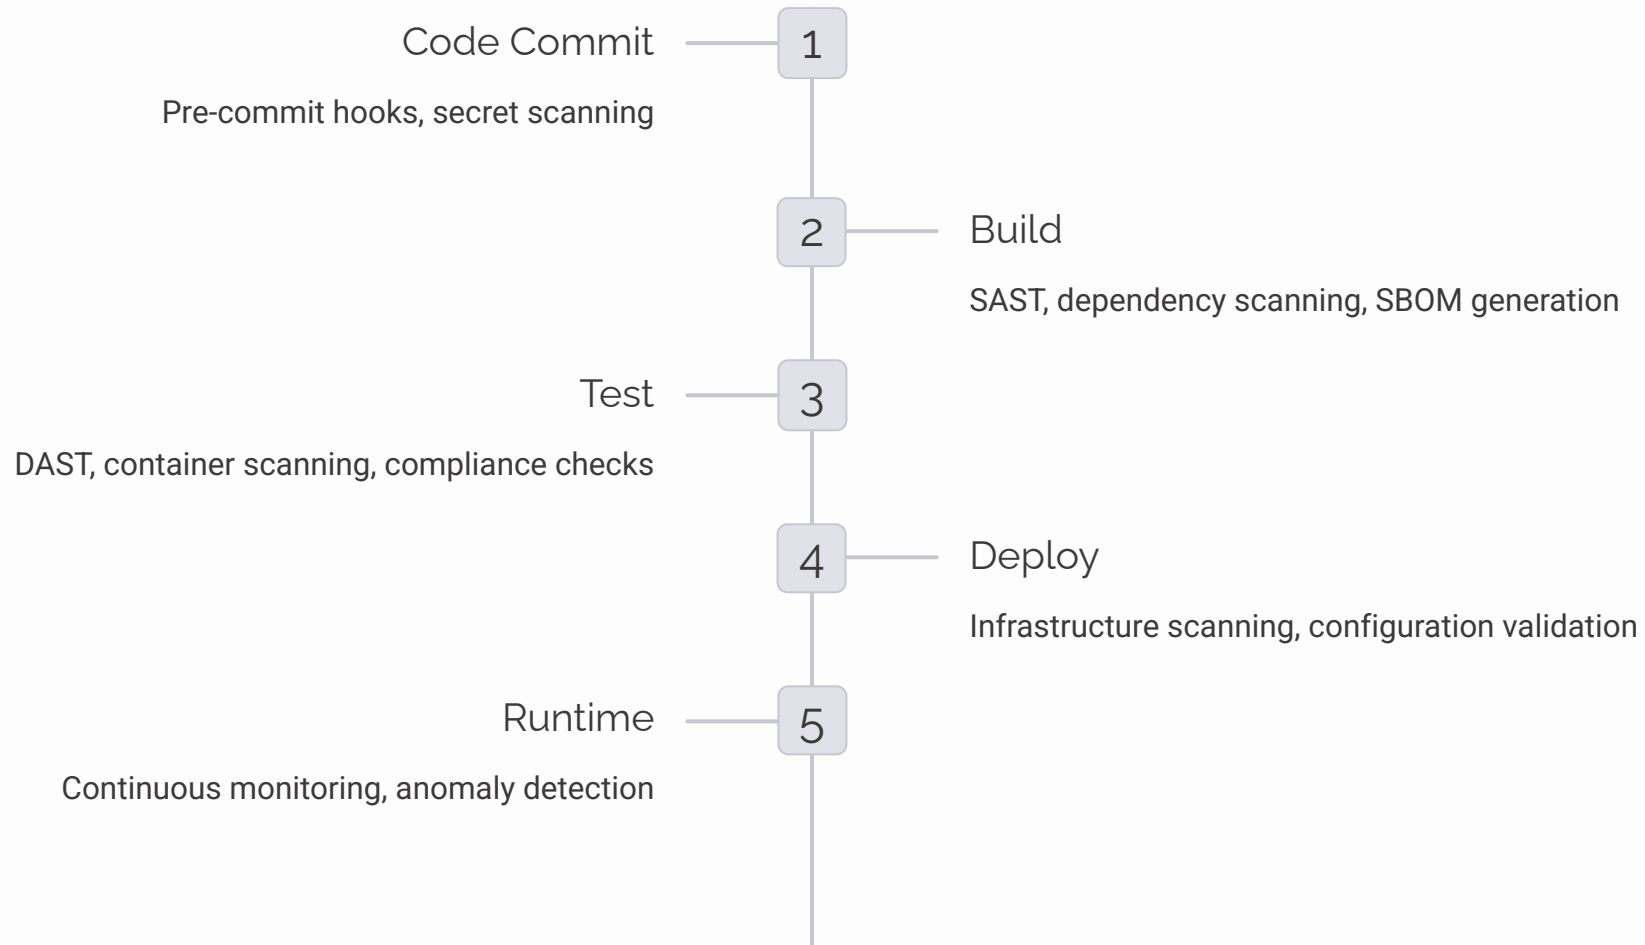 Code Commit
1
Pre-commit hooks, secret scanning
2
Build
SAST, dependency scanning, SBOM generation
Test
3
DAST, container scanning, compliance checks
4
Deploy
Infrastructure scanning, configuration validation
Runtime
5
Continuous monitoring, anomaly detection